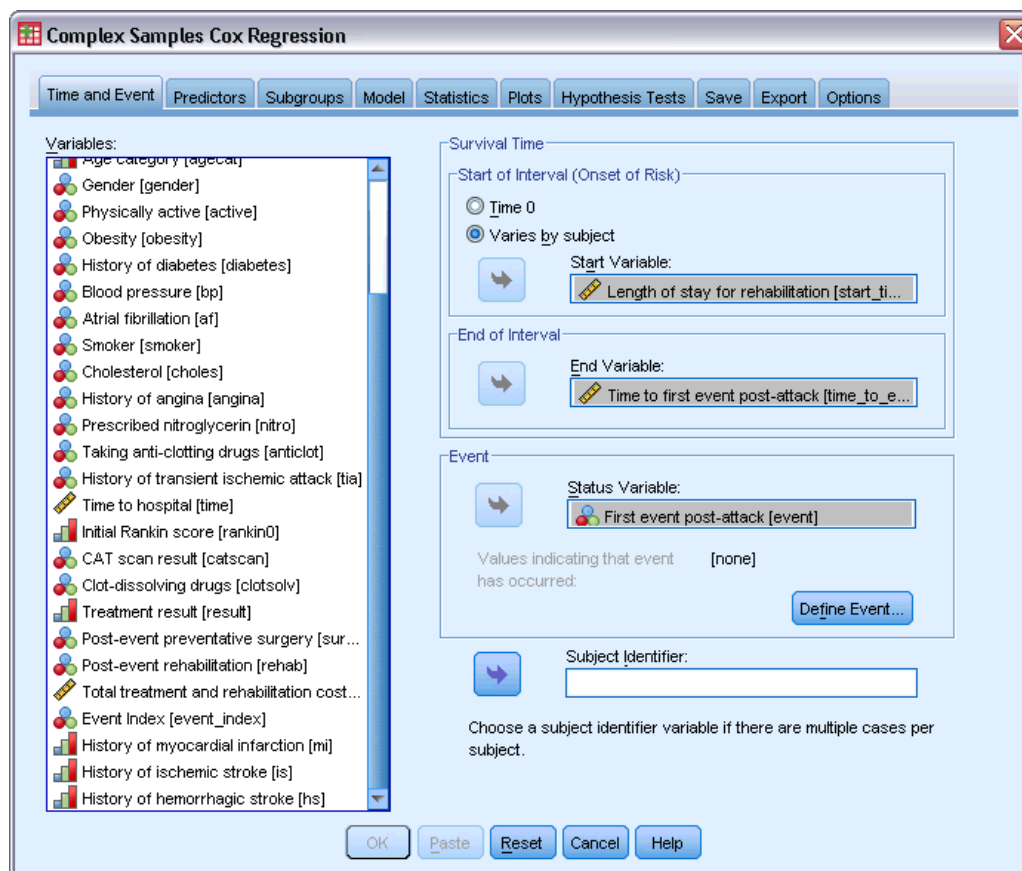 Complex Samples Cox Regression
Time and Event Predictors Subgroups Model Statistics Plots Hypothesis Tests Save Export Options
Variables:
Age category [agecat]
Gender [gender]
Physically active [active]
Obesity [obesity]
History of diabetes [diabetes]
Blood pressure [bp]
Atrial fibrillation [af]
Smoker [smoker]
Cholesterol [choles]
History of angina [angina]
Prescribed nitroglycerin [nitro]
Taking anti-clotting drugs [anticlot]
History of transient ischemic attack [tia]
Time to hospital [time]
Initial Rankin score [rankin0]
CAT scan result [catscan]
Clot-dissolving drugs [clotsolv]
Treatment result [result]
Post-event preventative surgery [sur...
Post-event rehabilitation [rehab]
Total treatment and rehabilitation cost...
Event Index [event_index]
History of myocardial infarction [mi]
History of ischemic stroke [is]
History of hemorrhagic stroke [hs]
Survival Time
Start of Interval (Onset of Risk)
Time 0
Varies by subject
Start Variable:
Length of stay for rehabilitation [start_ti...
End of Interval
End Variable:
Time to first event post-attack [time_to_e...
Event
Status Variable:
First event post-attack [event]
Values indicating that event [none]
has occurred:
Define Event...
Subject Identifier:
Choose a subject identifier variable if there are multiple cases per
subject.
OK Paste Reset Cancel Help